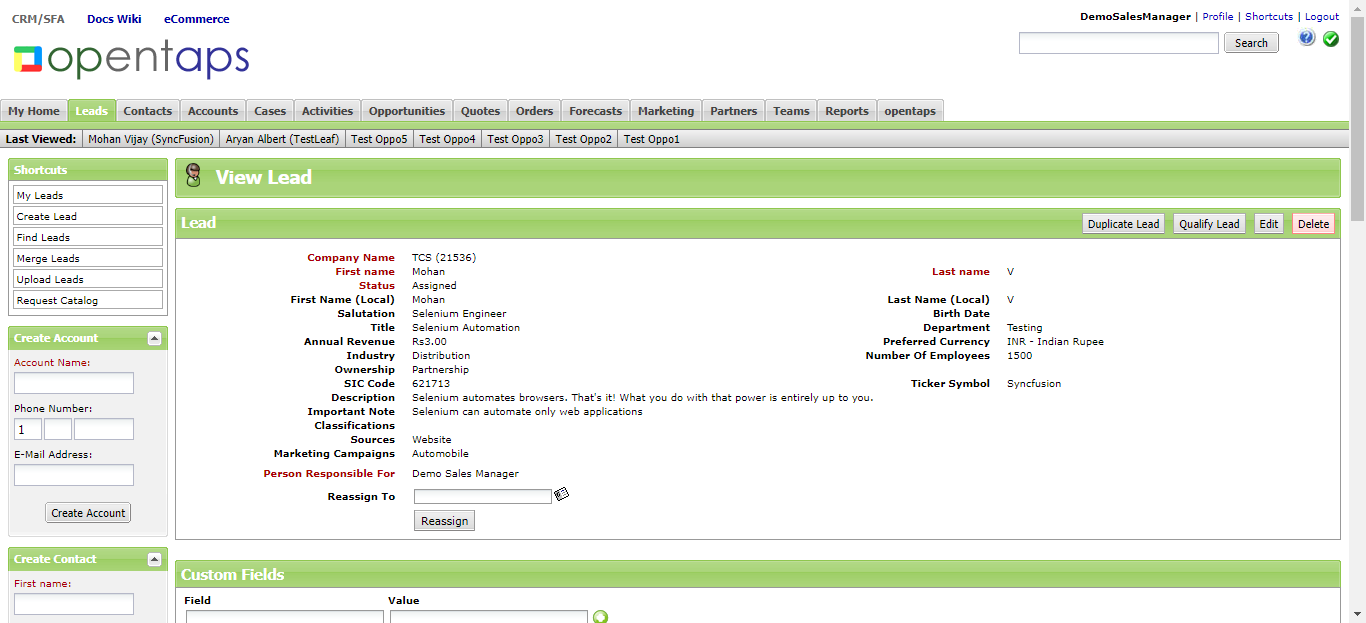 CRM/SFA Docs Wiki eCommerce
DemoSalesManager | Profile | Shortcuts | Logout
opentaps
Search
My Home Leads Contacts Accounts Cases Activities Opportunities Quotes Orders Forecasts Marketing Partners Teams Reports opentaps
Last Viewed: Mohan Vijay (SyncFusion) Aryan Albert (TestLeaf) Test Oppo5 Test Oppo4 Test Oppo3 Test Oppo2 Test Oppo1
Shortcuts
My Leads
Create Lead
Find Leads
Merge Leads
Upload Leads
Request Catalog
Create Account
Account Name:
Phone Number:
1
E-Mail Address:
Create Account
Create Contact
First name:
View Lead
Lead
Duplicate Lead Qualify Lead Edit Delete
Company Name TCS (21536)
First name Mohan Last name V
Status Assigned
First Name (Local) Mohan Last Name (Local) V
Salutation Selenium Engineer Birth Date
Title Selenium Automation Department Testing
Annual Revenue Rs3.00 Preferred Currency INR - Indian Rupee
Industry Distribution Number Of Employees 1500
Ownership Partnership
SIC Code 621713 Ticker Symbol Syncfusion
Description Selenium automates browsers. That's it! What you do with that power is entirely up to you.
Important Note Selenium can automate only web applications
Classifications
Sources Website
Marketing Campaigns Automobile
Person Responsible For Demo Sales Manager
Reassign To
Reassign
Custom Fields
Field Value